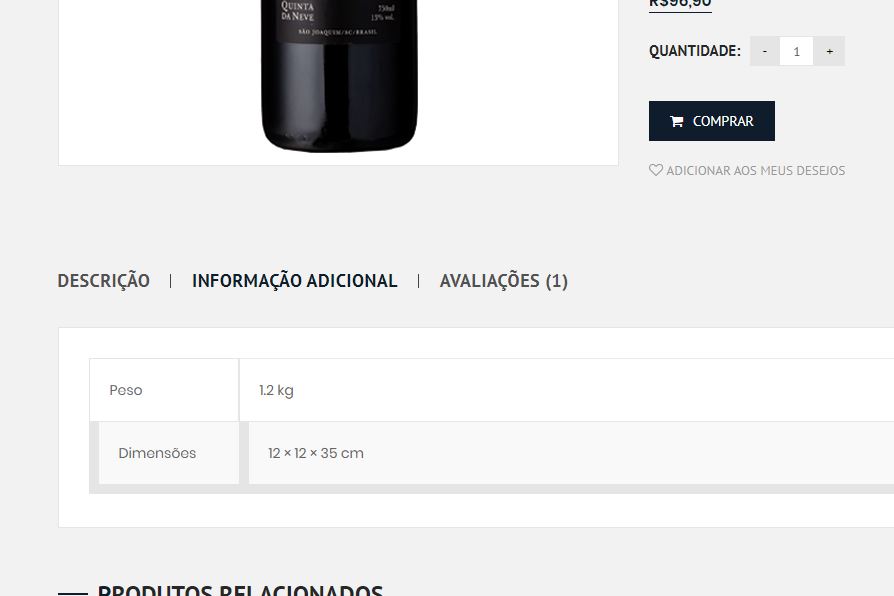 R$96,90
QUINTA
DA NEVE
750ml
13% vol.
SÃO JOAQUIM/SC/BRASIL
QUANTIDADE: - 1 +
COMPRAR
ADICIONAR AOS MEUS DESEJOS
DESCRIÇÃO | INFORMAÇÃO ADICIONAL | AVALIAÇÕES (1)
Peso 1.2 kg
Dimensões 12 × 12 × 35 cm
PRODUTOS RELACIONADOS